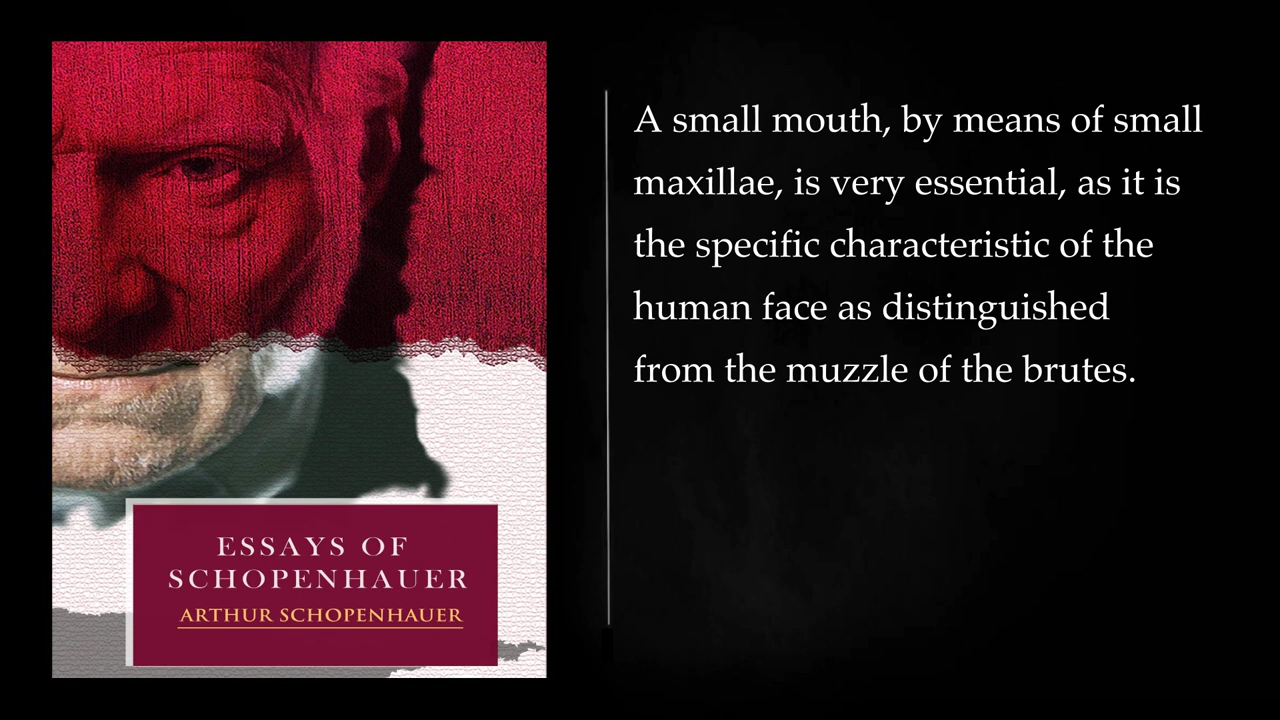 ESSAYS OF
SCHOPENHAUER
ARTHUR SCHOPENHAUER
A small mouth, by means of small
maxillae, is very essential, as it is
the specific characteristic of the
human face as distinguished
from the muzzle of the brutes.